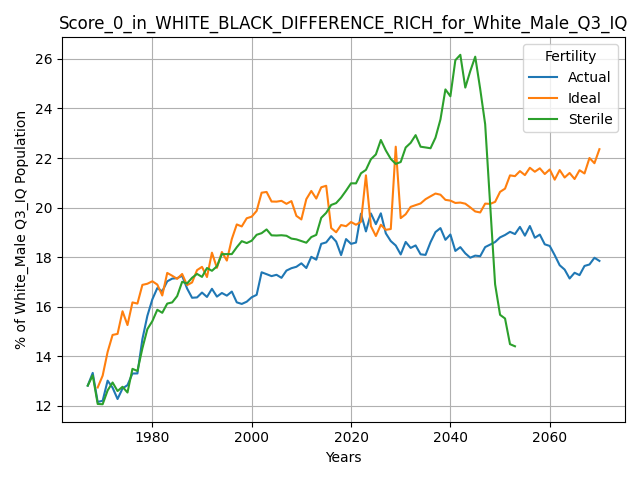 Score_0_in_WHITE_BLACK_DIFFERENCE_RICH_for_White_Male_Q3_IQ
Fertility
Actual
Ideal
Sterile
% of White_Male Q3_IQ Population
26
24
22
20
18
16
14
12
1980
2000
2020
2040
2060
Years